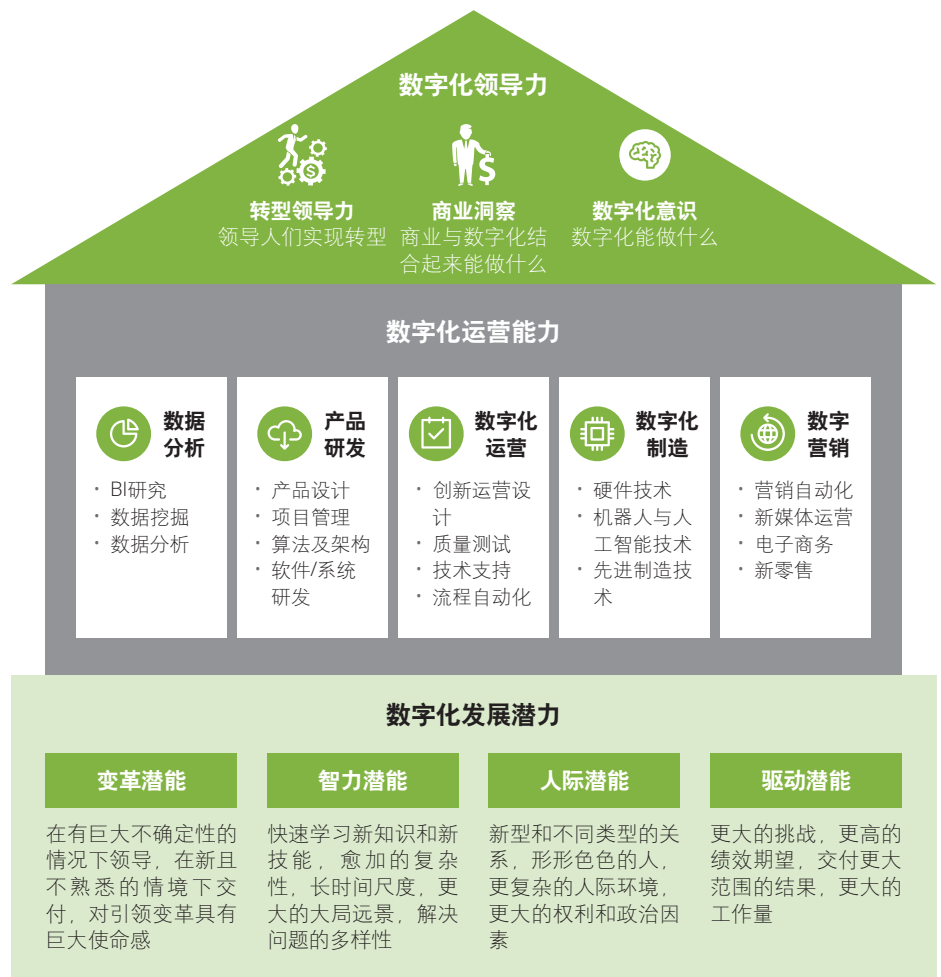 数字化领导力
转型领导力
领导人们实现转型
商业洞察
商业与数字化结
合起来能做什么
数字化意识
数字化能做什么
数字化运营能力
数据
分析
· BI研究
· 数据挖掘
· 数据分析
产品
研发
· 产品设计
· 项目管理
· 算法及架构
· 软件/系统
研发
数字化
运营
· 创新运营设
计
· 质量测试
· 技术支持
· 流程自动化
数字化
制造
· 硬件技术
· 机器人与人
工智能技术
· 先进制造技
术
数字
营销
· 营销自动化
· 新媒体运营
· 电子商务
· 新零售
数字化发展潜力
变革潜能
在有巨大不确定性的
情况下领导，在新且
不熟悉的情境下交
付，对引领变革具有
巨大使命感
智力潜能
快速学习新知识和新
技能，愈加的复杂
性，长时间尺度，更
大的大局远景，解决
问题的多样性
人际潜能
新型和不同类型的关
系，形形色色的人，
更复杂的人际环境，
更大的权利和政治因
素
驱动潜能
更大的挑战，更高的
绩效期望，交付更大
范围的结果，更大的
工作量